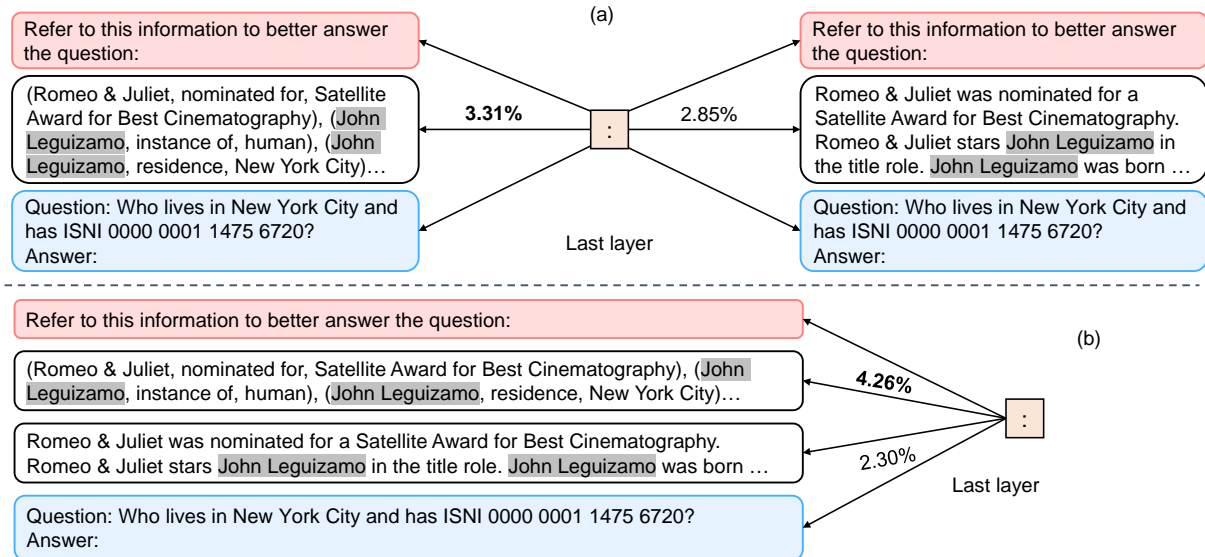 (a)
Refer to this information to better answer
the question:
(Romeo & Juliet, nominated for, Satellite
Award for Best Cinematography), (John
Leguizamo, instance of, human), (John
Leguizamo, residence, New York City)…
Question: Who lives in New York City and
has ISNI 0000 0001 1475 6720?
Answer:
3.31%
:
2.85%
Last layer
Refer to this information to better answer
the question:
Romeo & Juliet was nominated for a
Satellite Award for Best Cinematography.
Romeo & Juliet stars John Leguizamo in
the title role. John Leguizamo was born …
Question: Who lives in New York City and
has ISNI 0000 0001 1475 6720?
Answer:
(b)
Refer to this information to better answer the question:
(Romeo & Juliet, nominated for, Satellite Award for Best Cinematography), (John
Leguizamo, instance of, human), (John Leguizamo, residence, New York City)…
Romeo & Juliet was nominated for a Satellite Award for Best Cinematography.
Romeo & Juliet stars John Leguizamo in the title role. John Leguizamo was born …
Question: Who lives in New York City and has ISNI 0000 0001 1475 6720?
Answer:
4.26%
:
2.30%
Last layer